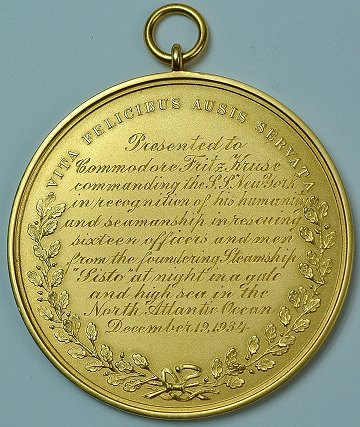 VITA FELICIBUS AUSIS SERVATA
Presented to
Commodore Fritz Kruse
commanding the S.S. New York
in recognition of his humanity
and seamanship in rescuing
sixteen officers and men
from the foundering Steamship
"Sisto" at night in a gale
and high sea in the
North Atlantic Ocean
December 19, 1934